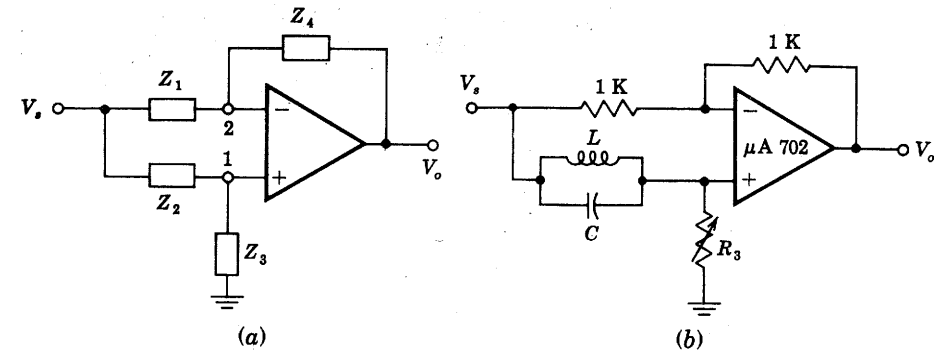 Z₄
Z₁
Vₛ
2
−
1
+
Vₒ
Z₂
Z₃
(a)
1 K
1 K
Vₛ
−
L
μA 702
Vₒ
+
C
R₃
(b)